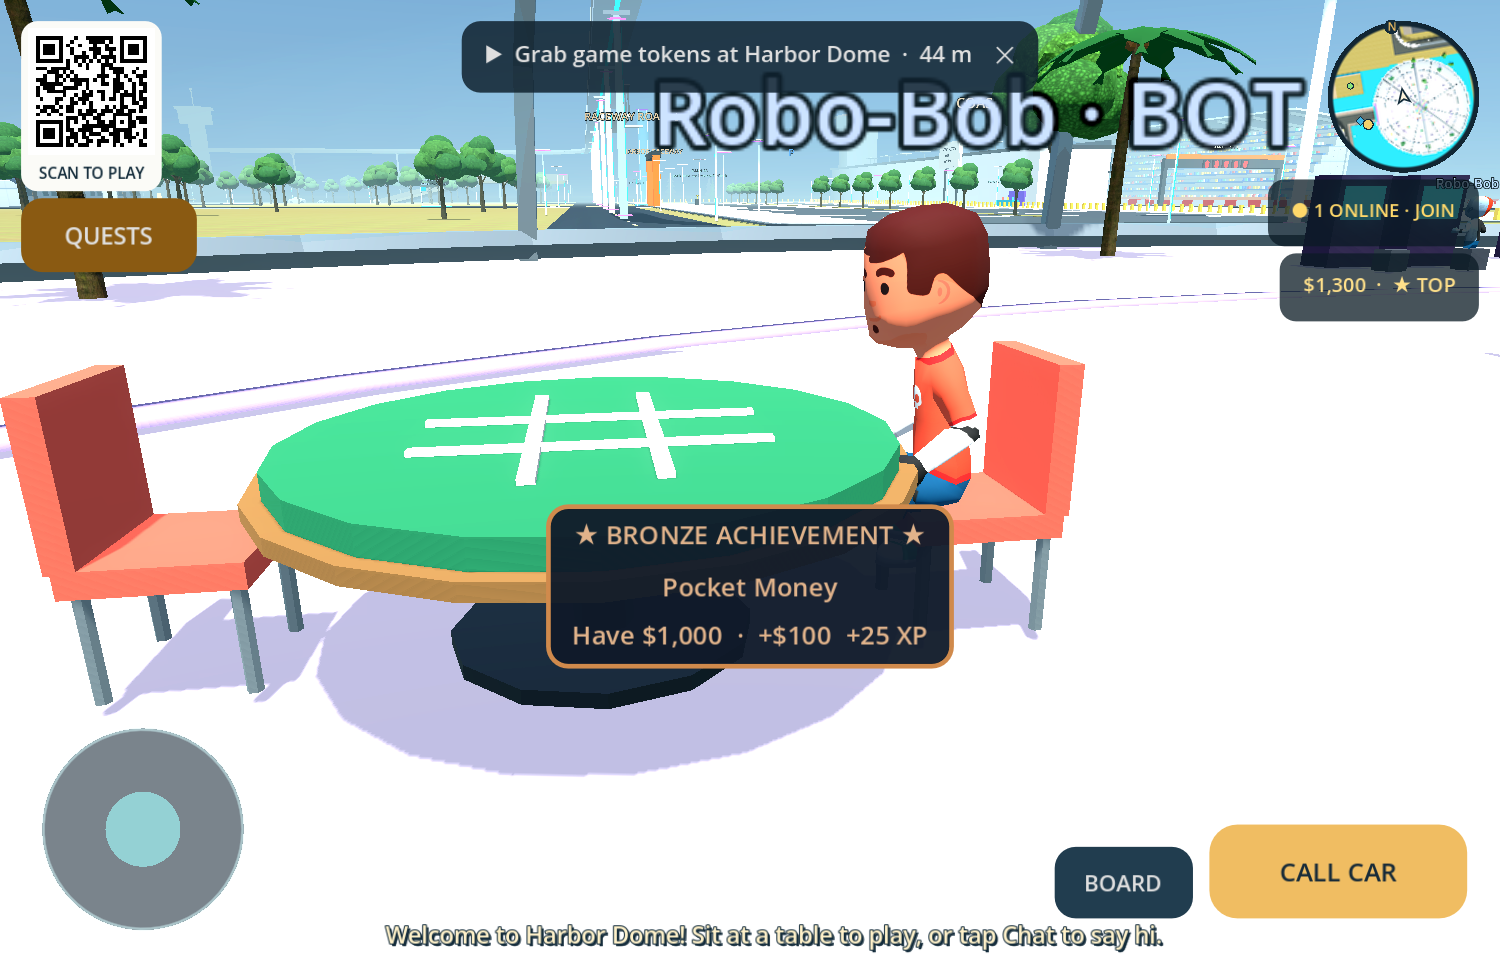 Grab game tokens at Harbor Dome · 44 m
Robo-Bob · BOT
N
SCAN TO PLAY
QUESTS
Robo-Bob
1 ONLINE · JOIN
$1,300 · ★ TOP
★ BRONZE ACHIEVEMENT ★
Pocket Money
Have $1,000 · +$100 +25 XP
BOARD
CALL CAR
Welcome to Harbor Dome! Sit at a table to play, or tap Chat to say hi.